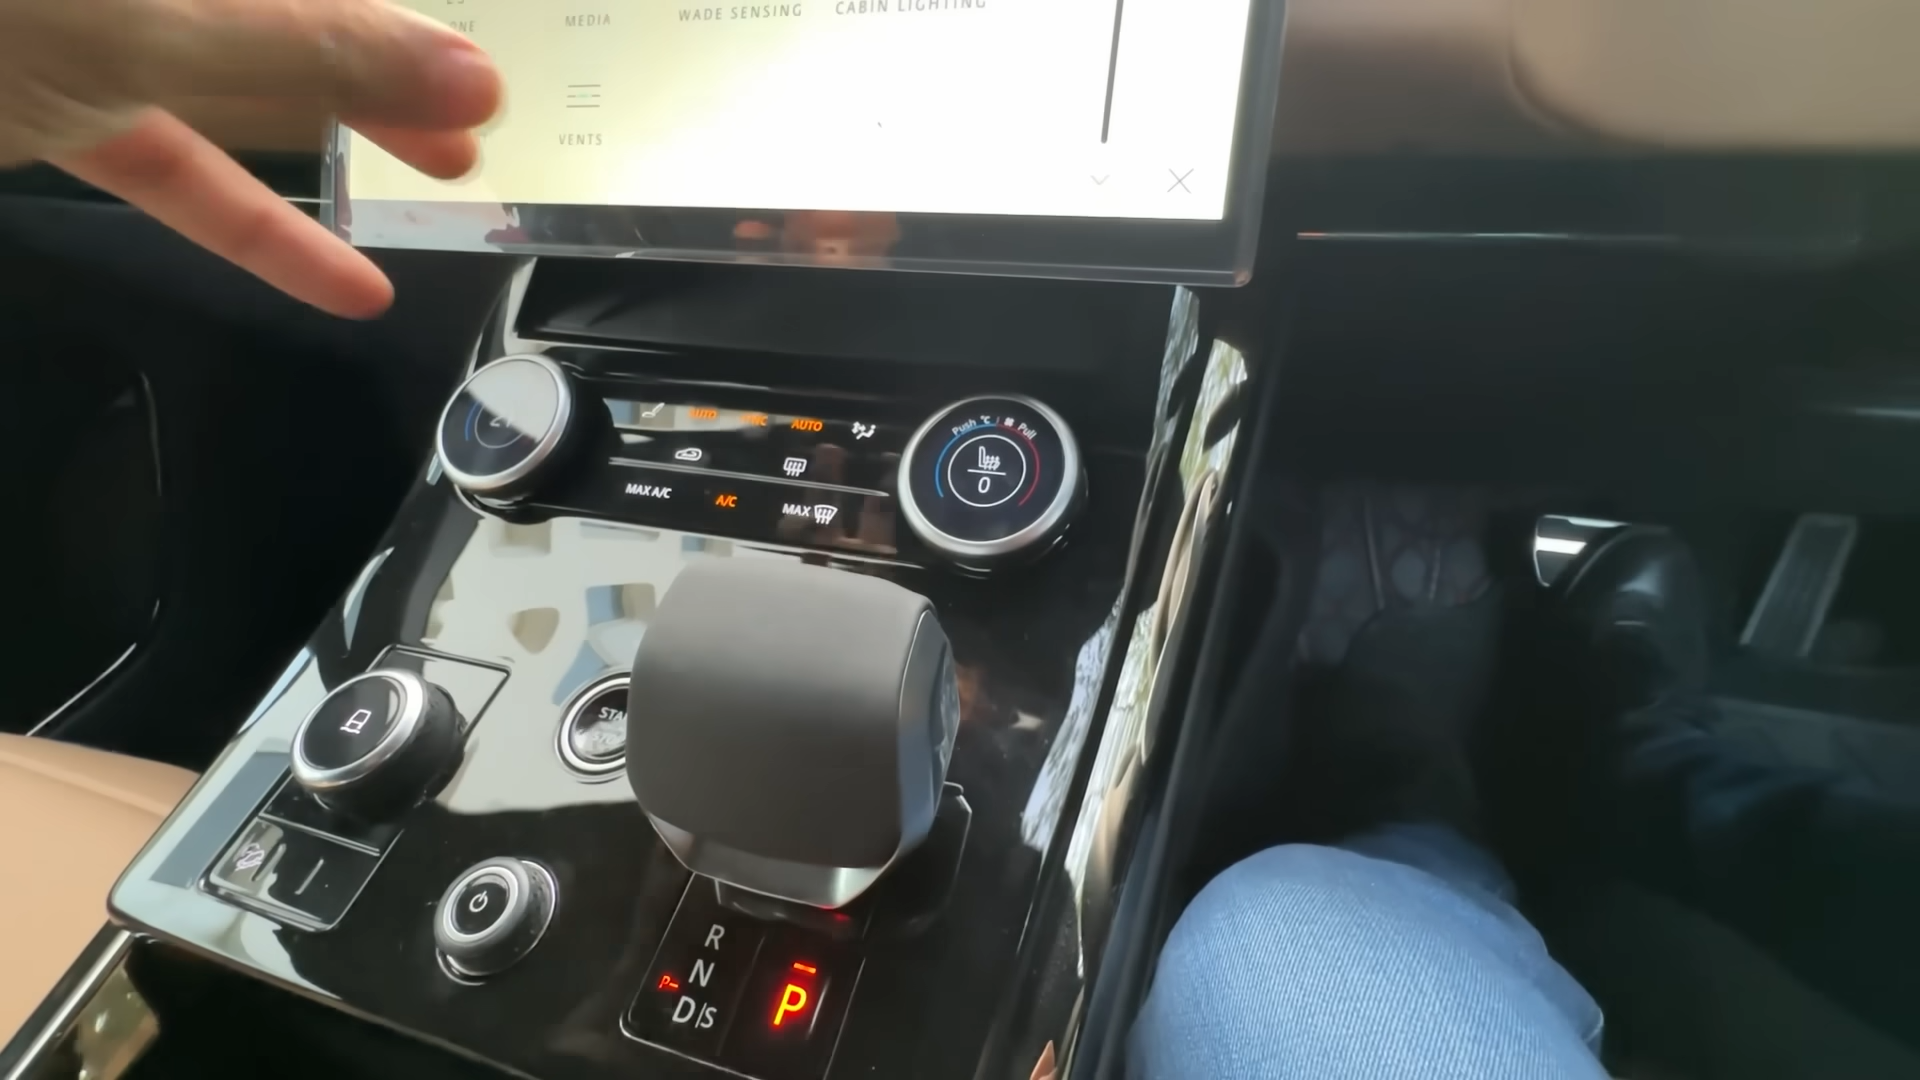 MEDIA
WADE SENSING
CABIN LIGHTING
VENTS
AUTO
AUTO
MAX A/C
A/C
MAX
Push °C | Pull
0
R
N
D/S
P
P